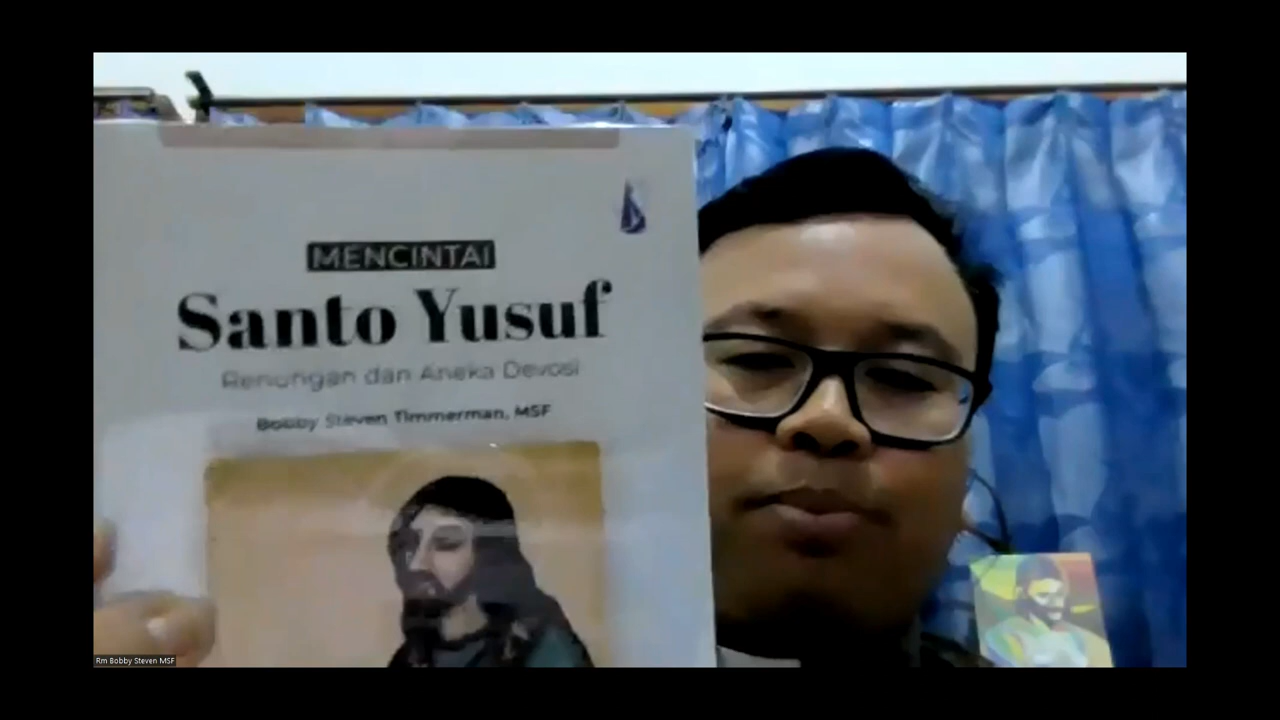 MENCINTAI
Santo Yusuf
Renungan dan Aneka Devosi
Bobby Steven Timmerman, MSF
Rm Bobby Steven MSF